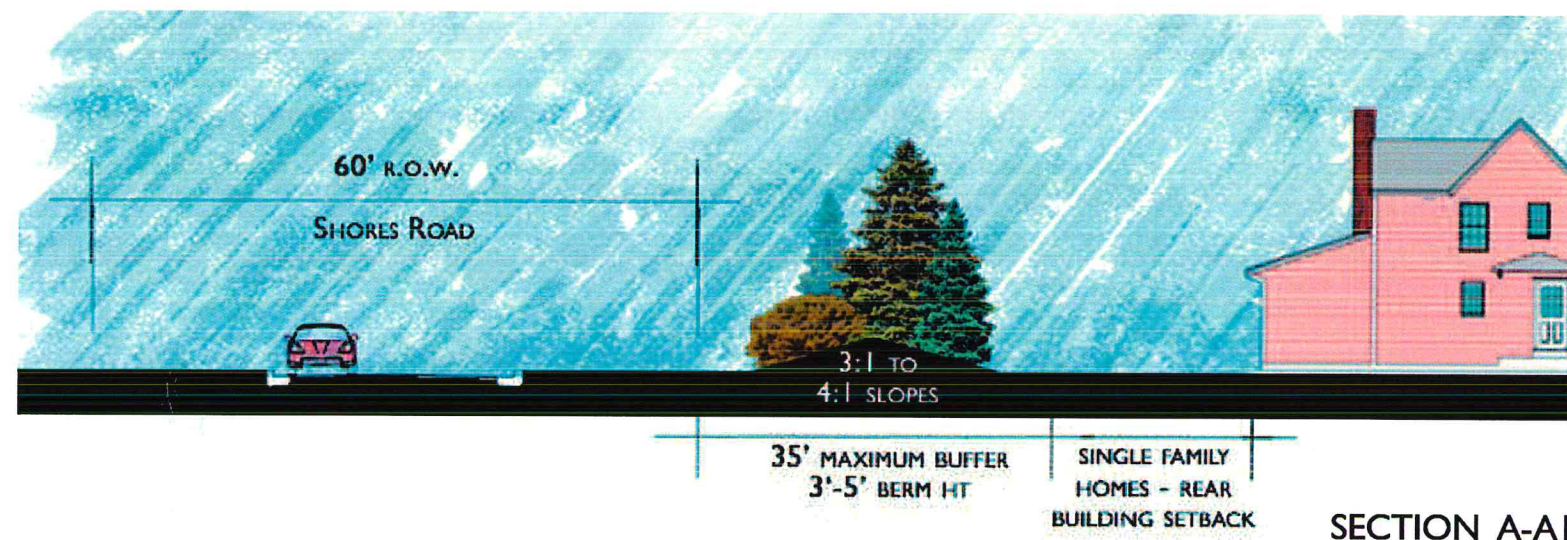 60' R.O.W.
SHORES ROAD
3:1 TO
4:1 SLOPES
35' MAXIMUM BUFFER
3'-5' BERM HT
SINGLE FAMILY
HOMES - REAR
BUILDING SETBACK
SECTION A-A1